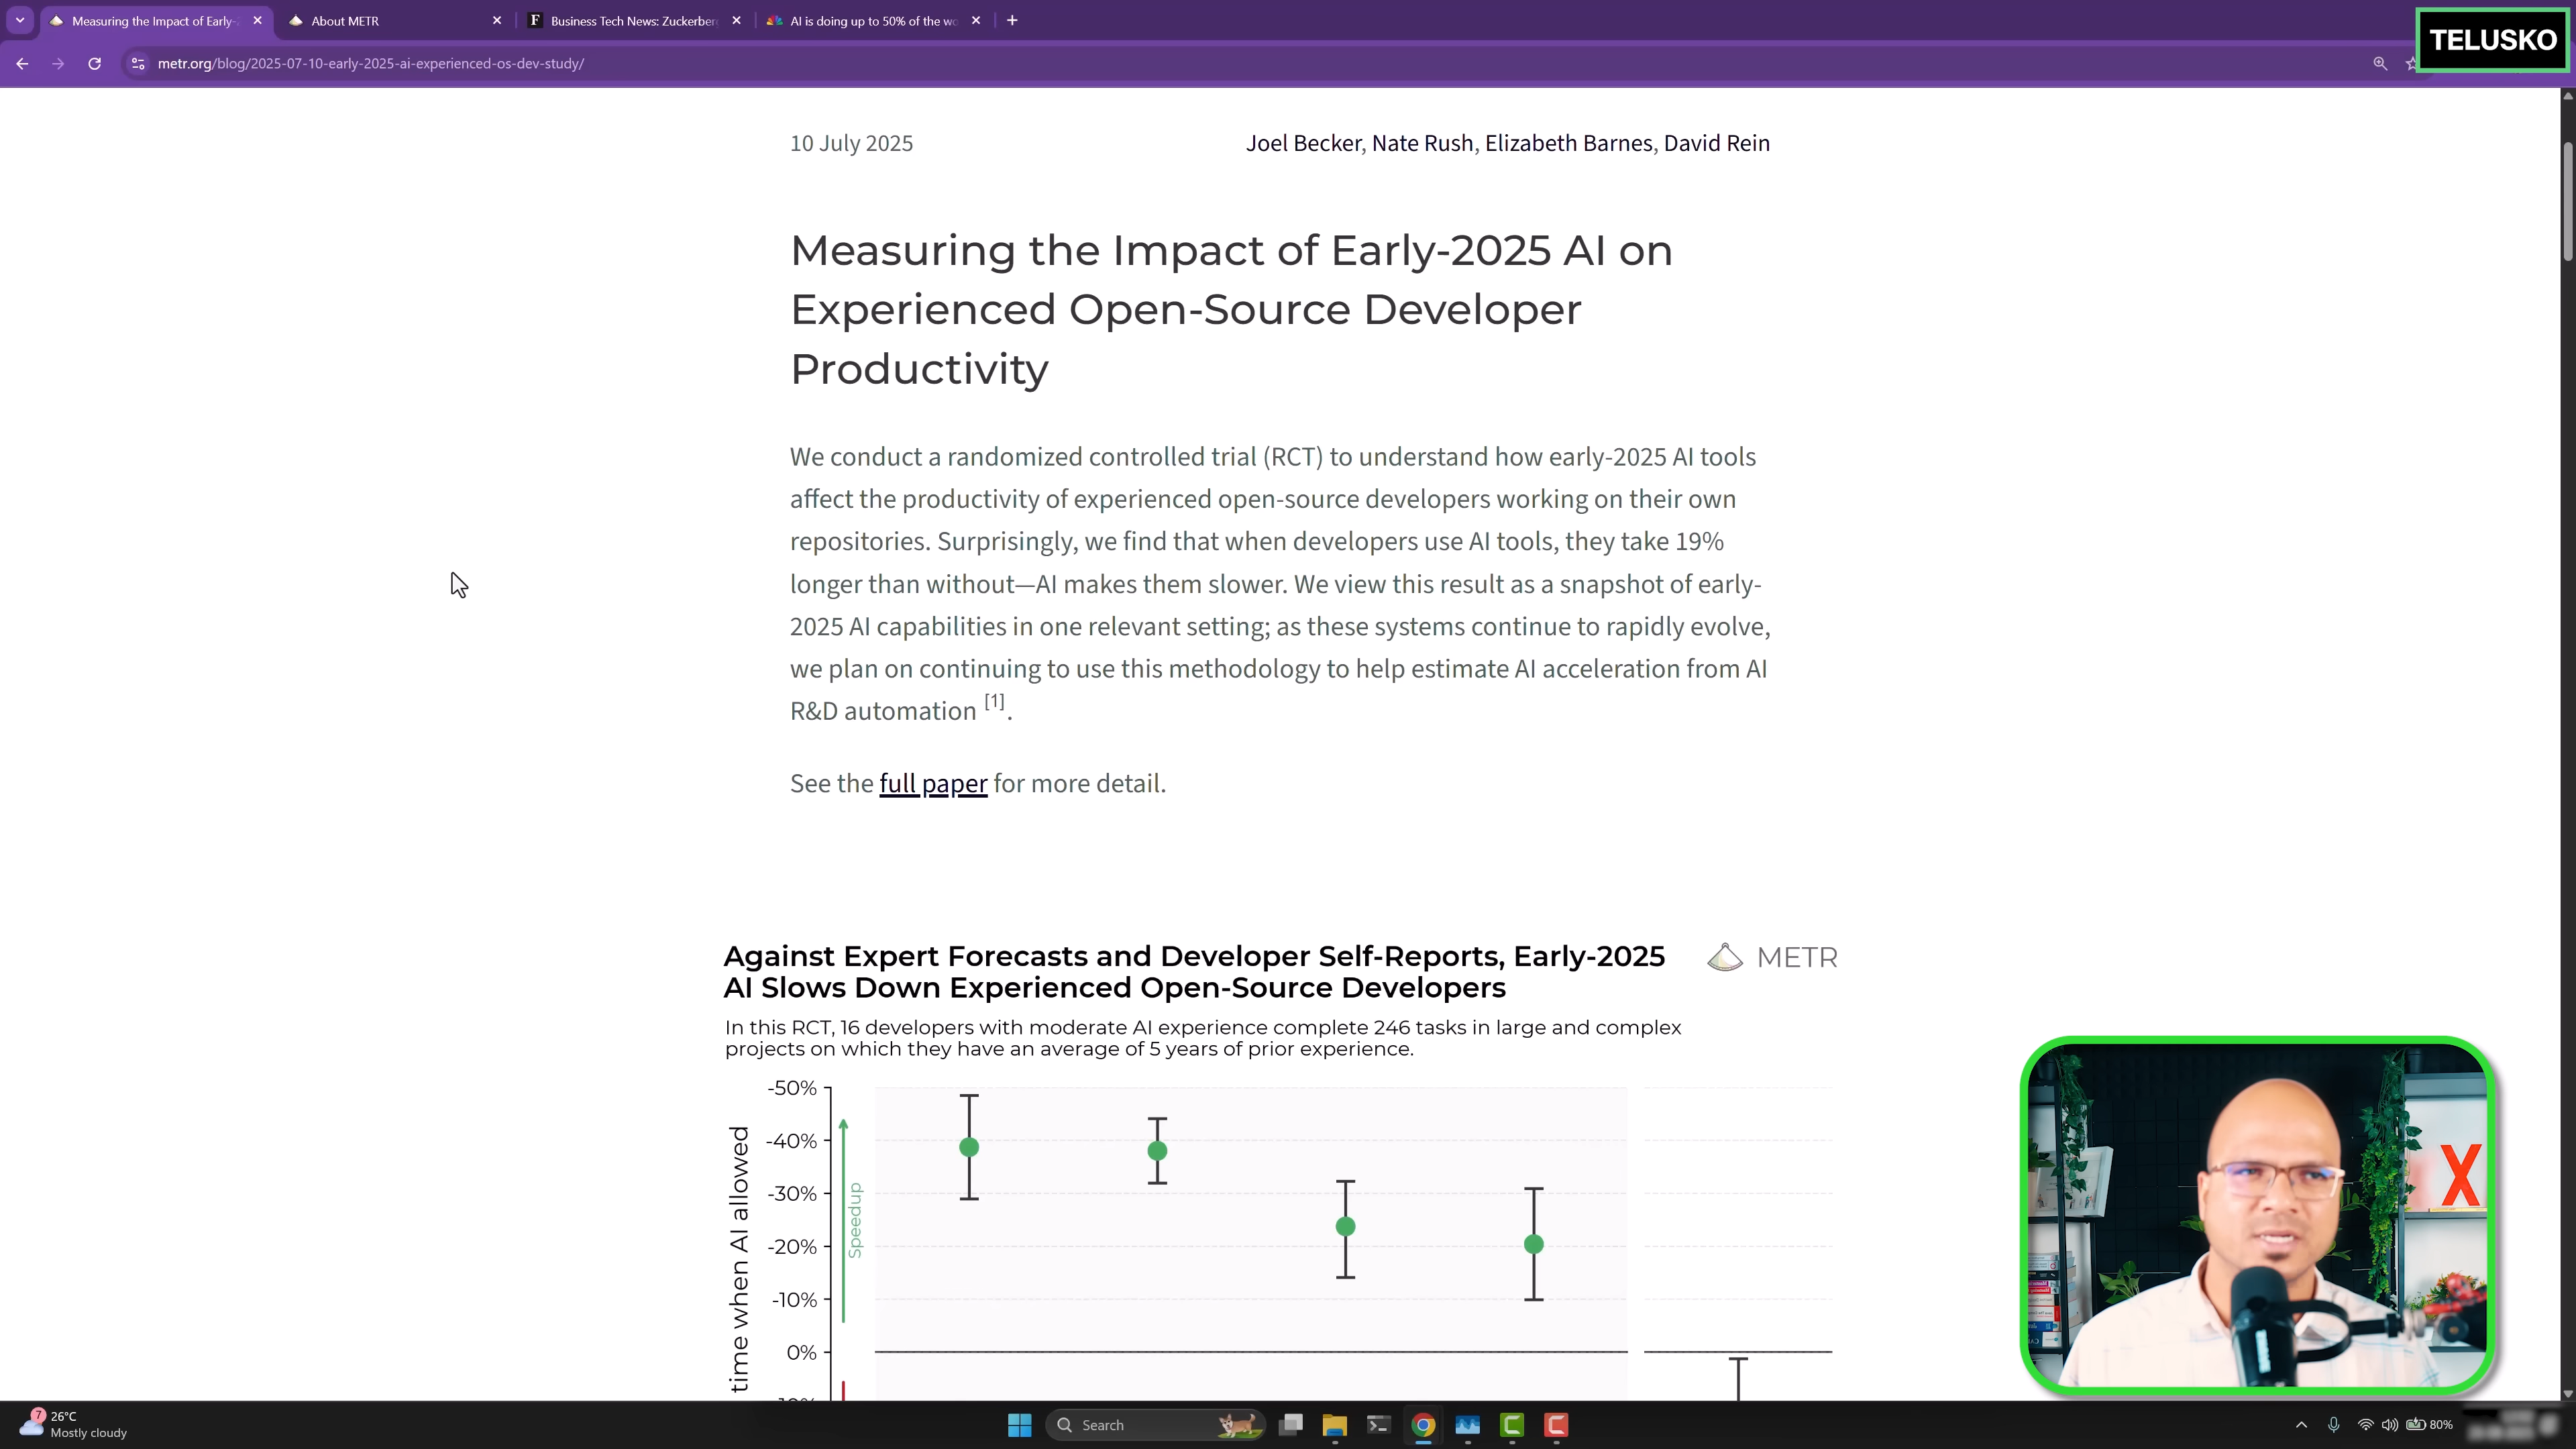 Measuring the Impact of Early-
About METR
F
Business Tech News: Zuckerberg
AI is doing up to 50% of the wo
TELUSKO
metr.org/blog/2025-07-10-early-2025-ai-experienced-os-dev-study/
10 July 2025
Joel Becker, Nate Rush, Elizabeth Barnes, David Rein
Measuring the Impact of Early-2025 AI on
Experienced Open-Source Developer
Productivity
We conduct a randomized controlled trial (RCT) to understand how early-2025 AI tools
affect the productivity of experienced open-source developers working on their own
repositories. Surprisingly, we find that when developers use AI tools, they take 19%
longer than without—AI makes them slower. We view this result as a snapshot of early-
2025 AI capabilities in one relevant setting; as these systems continue to rapidly evolve,
we plan on continuing to use this methodology to help estimate AI acceleration from AI
R&D automation [1].
See the full paper for more detail.
Against Expert Forecasts and Developer Self-Reports, Early-2025
AI Slows Down Experienced Open-Source Developers
METR
In this RCT, 16 developers with moderate AI experience complete 246 tasks in large and complex
projects on which they have an average of 5 years of prior experience.
-50%
-40%
-30%
-20%
-10%
0%
time when AI allowed
Speedup
X
7
26°C
Mostly cloudy
Search
80%